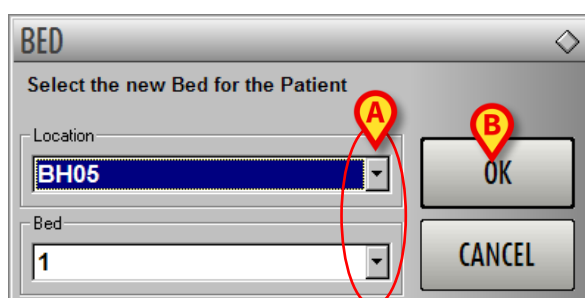 BED
Select the new Bed for the Patient
A
B
Location
BH05
OK
Bed
1
CANCEL